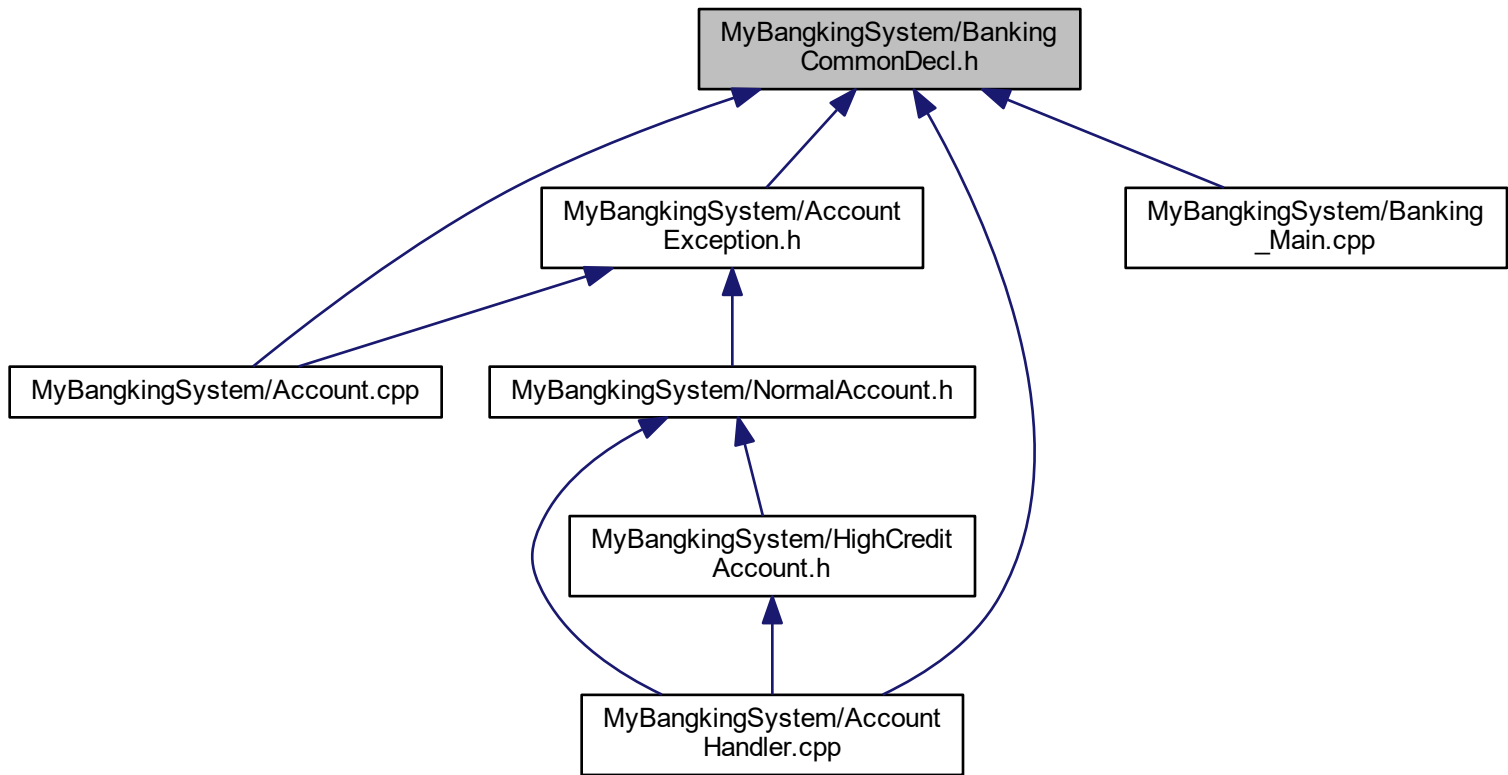 MyBangkingSystem/Banking
CommonDecl.h
MyBangkingSystem/Account
Exception.h
MyBangkingSystem/Banking
_Main.cpp
MyBangkingSystem/Account.cpp
MyBangkingSystem/NormalAccount.h
MyBangkingSystem/HighCredit
Account.h
MyBangkingSystem/Account
Handler.cpp